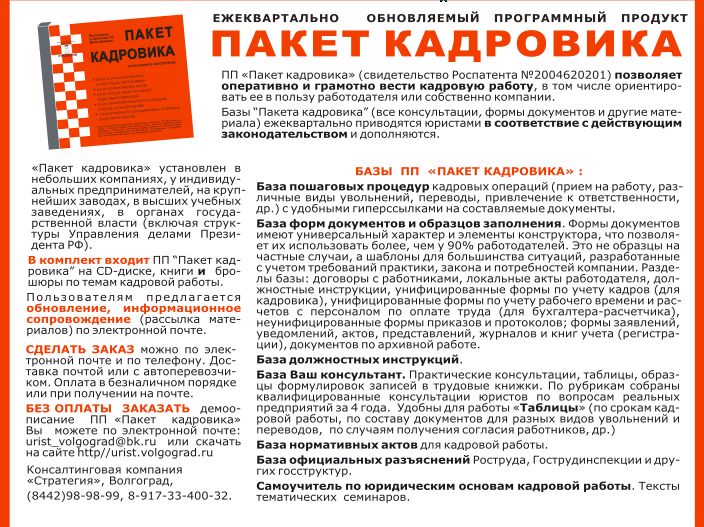 ЕЖЕКВАРТАЛЬНО ОБНОВЛЯЕМЫЙ ПРОГРАММНЫЙ ПРОДУКТ
ПАКЕТ КАДРОВИКА
ПАКЕТ
КАДРОВИКА
ПП «Пакет кадровика» (свидетельство Роспатента №2004620201) позволяет
оперативно и грамотно вести кадровую работу, в том числе ориентиро-
вать ее в пользу работодателя или собственно компании.
Базы “Пакета кадровика” (все консультации, формы документов и другие мате-
риала) ежеквартально приводятся юристами в соответствие с действующим
законодательством и дополняются.
«Пакет кадровика» установлен в
небольших компаниях, у индивиду-
альных предпринимателей, на круп-
нейших заводах, в высших учебных
заведениях, в органах госуда-
рственной власти (включая струк-
туры Управления делами Прези-
дента РФ).
В комплект входит ПП “Пакет кад-
ровика” на CD-диске, книги и бро-
шюры по темам кадровой работы.
Пользователям предлагается
обновление, информационное
сопровождение (рассылка мате-
риалов) по электронной почте.
СДЕЛАТЬ ЗАКАЗ можно по элек-
тронной почте и по телефону. Дос-
тавка почтой или с автоперевозчи-
ком. Оплата в безналичном порядке
или при получении на почте.
БЕЗ ОПЛАТЫ ЗАКАЗАТЬ демоо-
писание ПП «Пакет кадровика»
Вы можете по электронной почте:
urist_volgograd@bk.ru или скачать
на сайте http//urist.volgograd.ru
Консалтинговая компания
«Стратегия», Волгоград,
(8442)98-98-99, 8-917-33-400-32.
БАЗЫ ПП «ПАКЕТ КАДРОВИКА» :
База пошаговых процедур кадровых операций (прием на работу, раз-
личные виды увольнений, переводы, привлечение к ответственности,
др.) с удобными гиперссылками на составляемые документы.
База форм документов и образцов заполнения. Формы документов
имеют универсальный характер и элементы конструктора, что позволя-
ет их использовать более, чем у 90% работодателей. Это не образцы на
частные случаи, а шаблоны для большинства ситуаций, разработанные
с учетом требований практики, закона и потребностей компании. Разде-
лы базы: договоры с работниками, локальные акты работодателя, дол-
жностные инструкции, унифицированные формы по учету кадров (для
кадровика), унифицированные формы по учету рабочего времени и рас-
четов с персоналом по оплате труда (для бухгалтера-расчетчика),
неунифицированные формы приказов и протоколов; формы заявлений,
уведомлений, актов, представлений, журналов и книг учета (регистра-
ции), документов по архивной работе.
База должностных инструкций.
База Ваш консультант. Практические консультации, таблицы, образ-
цы формулировок записей в трудовые книжки. По рубрикам собраны
квалифицированные консультации юристов по вопросам реальных
предприятий за 4 года. Удобны для работы «Таблицы» (по срокам кад-
ровой работы, по составу документов для разных видов увольнений и
переводов, по случаям получения согласия работников, др.)
База нормативных актов для кадровой работы.
База официальных разъяснений Роструда, Гострудинспекции и дру-
гих госструктур.
Самоучитель по юридическим основам кадровой работы. Тексты
тематических семинаров.